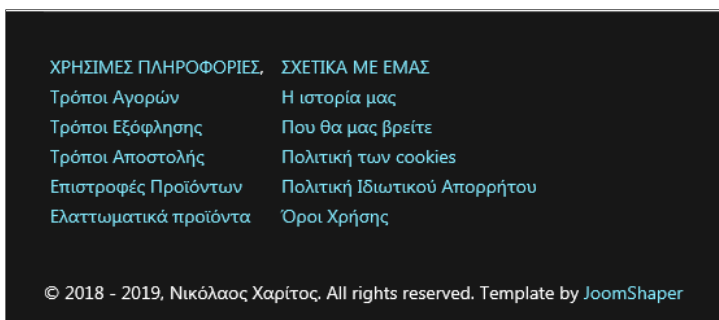 ΧΡΗΣΙΜΕΣ ΠΛΗΡΟΦΟΡΙΕΣ,
Τρόποι Αγορών
Τρόποι Εξόφλησης
Τρόποι Αποστολής
Επιστροφές Προϊόντων
Ελαττωματικά προϊόντα
ΣΧΕΤΙΚΑ ΜΕ ΕΜΑΣ
Η ιστορία μας
Που θα μας βρείτε
Πολιτική των cookies
Πολιτική Ιδιωτικού Απορρήτου
Όροι Χρήσης
© 2018 - 2019, Νικόλαος Χαρίτος. All rights reserved. Template by JoomShaper